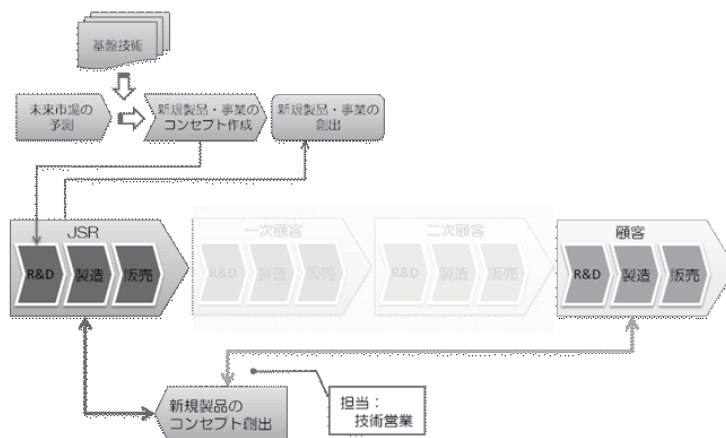 基盤技術
未来市場の
予測
新規製品・事業の
コンセプト作成
新規製品・事業の
創出
JSR
R&D
製造
販売
一次顧客
R&D
製造
販売
二次顧客
R&D
製造
販売
顧客
R&D
製造
販売
新規製品の
コンセプト創出
担当：
技術営業